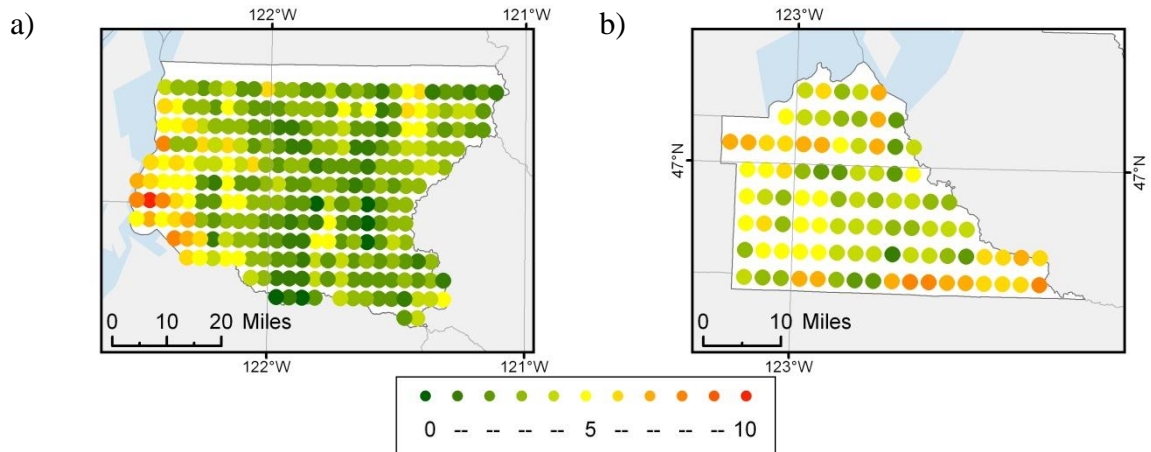 a)
122°W
121°W
0 10 20 Miles
122°W
121°W
b)
123°W
47°N
47°N
0 10 Miles
123°W
0 -- -- -- -- 5 -- -- -- -- 10